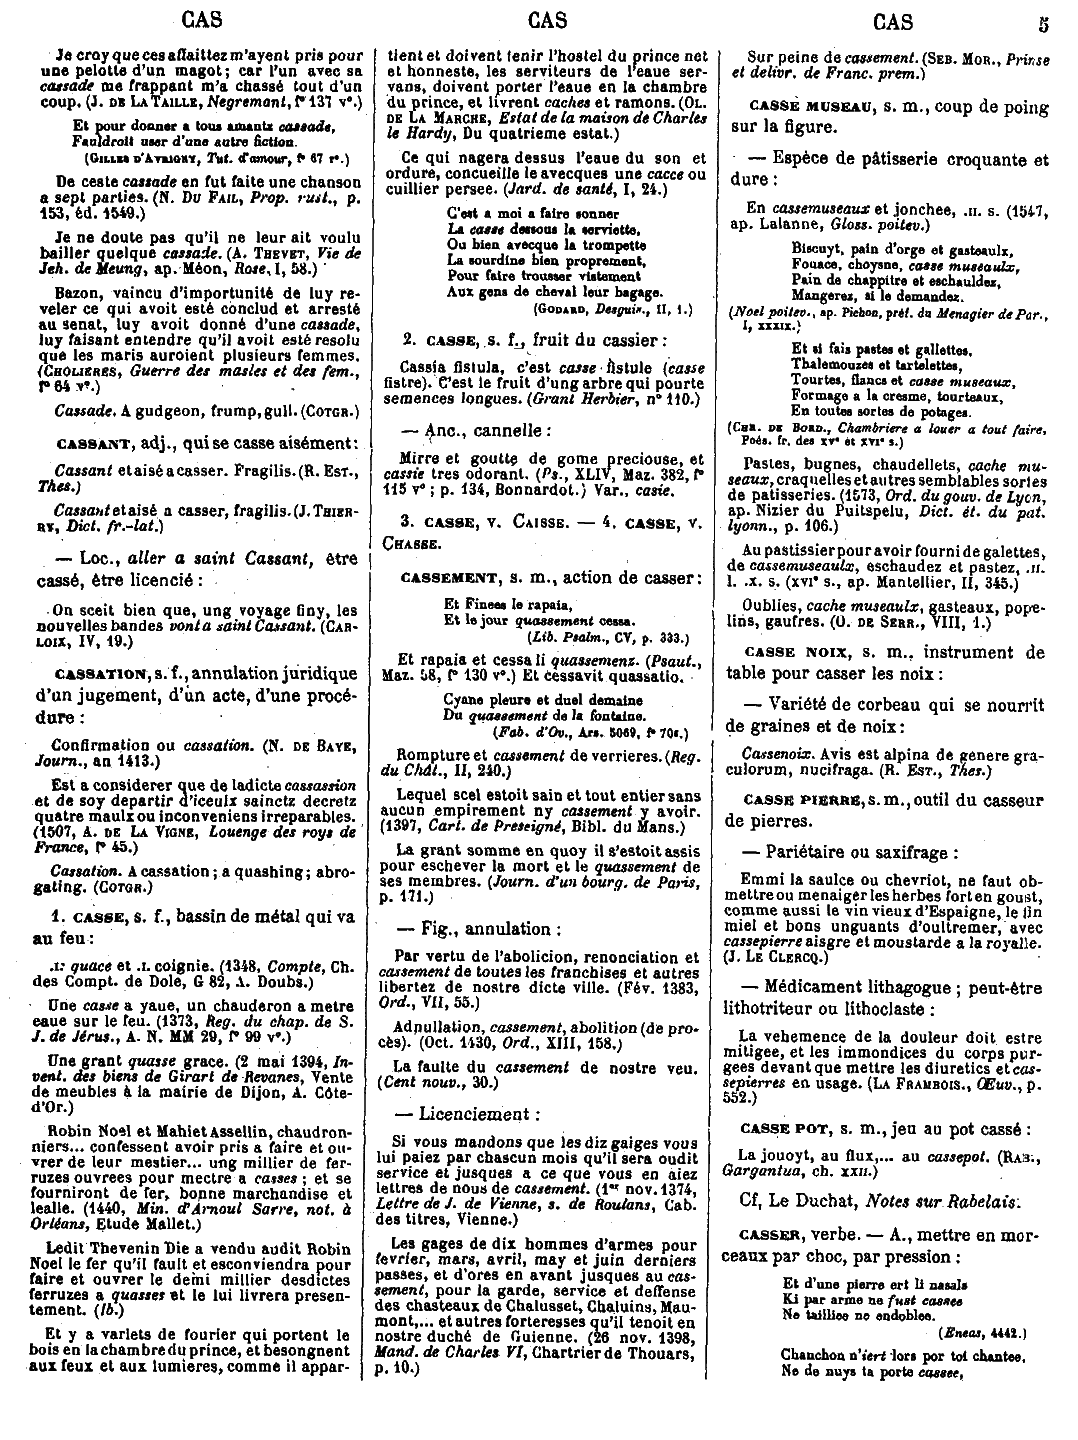 CAS
CAS
CAS 5
Je croy que ces affaittez m'ayent pris pour
une pelotte d'un magot; car l'un avec sa
cassade me frappant m'a chassé tout d'un
coup. (J. DE LA TAILLE, Negromant, f° 137 v°.)
Et pour donner a tous amants cassade,
Fauldroit user d'une autre fiction.
(GILLES D'AVRIGNY, Tut. d'amour, f° 67 r°.)
De ceste cassade en fut faite une chanson
a sept parties. (N. DU FAIL, Prop. rust., p.
153, éd. 1549.)
Je ne doute pas qu'il ne leur ait voulu
bailler quelque cassade. (A. THEVET, Vie de
Jeh. de Meung, ap. Méon, Rose, I, 58.)
Bazon, vaincu d'importunité de luy re-
veler ce qui avoit esté conclud et arresté
au senat, luy avoit donné d'une cassade,
luy faisant entendre qu'il avoit esté resolu
que les maris auroient plusieurs femmes.
(CHOLIERES, Guerre des masles et des fem.,
f° 64 v°.)
Cassade. A gudgeon, frump, gull. (COTGR.)
CASSANT, adj., qui se casse aisément:
Cassant et aisé a casser. Fragilis. (R. EST.,
Thes.)
Cassant et aisé a casser, fragilis. (J. THIER-
RY, Dict. fr.-lat.)
— Loc., aller a saint Cassant, être
cassé, être licencié :
On sceit bien que, ung voyage finy, les
nouvelles bandes vont a saint Cassant. (CAR-
LOIX, IV, 19.)
CASSATION, s. f., annulation juridique
d'un jugement, d'un acte, d'une procé-
dure :
Confirmation ou cassation. (N. DE BAYE,
Journ., an 1413.)
Est a considerer que de ladicte cassassion
et de soy departir d'iceulx sainctz decretz
quatre maulx ou inconveniens irreparables.
(1507, A. DE LA VIGNE, Louenge des roys de
France, f° 45.)
Cassation. A cassation ; a quashing; abro-
gating. (COTGR.)
1. CASSE, s. f., bassin de métal qui va
au feu :
.I. quace et .I. coignie. (1348, Compte, Ch.
des Compt. de Dole, G 82, A. Doubs.)
Une casse a yaue, un chauderon a metre
eaue sur le feu. (1373, Reg. du chap. de S.
J. de Jérus., A. N. MM 29, f° 99 v°.)
Une grant quasse grace. (2 mai 1394, In-
vent. des biens de Girart de Revanes, Vente
de meubles à la mairie de Dijon, A. Côte-
d'Or.)
Robin Noel et Mahiet Assellin, chaudron-
niers... confessent avoir pris a faire et ou-
vrer de leur mestier... ung millier de fer-
ruzes ouvrees pour mectre a casses ; et se
fourniront de fer, bonne marchandise et
lealle. (1440, Min. d'Arnoul Sarre, not. à
Orléans, Etude Mallet.)
Ledit Thevenin Die a vendu audit Robin
Noel le fer qu'il fault et esconviendra pour
faire et ouvrer le demi millier desdictes
ferruzes a quasses et le lui livrera presen-
tement. (Ib.)
Et y a varlets de fourier qui portent le
bois en la chambre du prince, et besongnent
aux feux et aux lumieres, comme il appar-
tient et doivent tenir l'hostel du prince net
et honneste, les serviteurs de l'eaue ser-
vans, doivent porter l'eaue en la chambre
du prince, et livrent caches et ramons. (OL.
DE LA MARCHE, Estat de la maison de Charles
le Hardy, Du quatrieme estat.)
Ce qui nagera dessus l'eaue du son et
ordure, concueille le avecques une cacce ou
cuillier persee. (Jard. de santé, I, 24.)
C'est a moi a faire sonner
La casse dessous la serviette,
Ou bien avecque la trompette
La sourdine bien proprement,
Pour faire trousser vistement
Aux gens de cheval leur bagage.
(GODARD, Desguis., II, 1.)
2. CASSE, s. f., fruit du cassier :
Cassia fistula, c'est casse fistule (casse
fistre). C'est le fruit d'ung arbre qui pourte
semences longues. (Grant Herbier, n° 110.)
— Anc., cannelle :
Mirre et goutte de gome preciouse, et
cassie tres odorant. (Ps., XLIV, Maz. 382, f°
115 v° ; p. 134, Bonnardot.) Var., casie.
3. CASSE, V. CAISSE. — 4. CASSE, V.
CHASSE.
CASSEMENT, s. m., action de casser:
Et Finees le rapaia,
Et le jor quassement cessa.
(Lib. Psalm., CV, p. 333.)
Et rapaia et cessa li quassemenz. (Psaut.,
Maz. 58, f° 130 v°.) Et cessavit quassatio.
Cyane pleure et duel demaine
Du quassement de la fontaine.
(Fab. d'Ov., Ars. 5069, f° 70e.)
Rompture et cassement de verrieres. (Reg.
du Chât., II, 240.)
Lequel scel estoit sain et tout entier sans
aucun empirement ny cassement y avoir.
(1397, Cart. de Preseigné, Bibl. du Mans.)
La grant somme en quoy il s'estoit assis
pour eschever la mort et le quassement de
ses membres. (Journ. d'un bourg. de Paris,
p. 171.)
— Fig., annulation :
Par vertu de l'abolicion, renonciation et
cassement de toutes les franchises et autres
libertez de nostre dicte ville. (Fév. 1383,
Ord., VII, 55.)
Adnullation, cassement, abolition (de pro-
cès). (Oct. 1430, Ord., XIII, 158.)
La faulte du cassement de nostre veu.
(Cent nouv., 30.)
— Licenciement :
Si vous mandons que les diz gaiges vous
lui paiez par chascun mois qu'il sera oudit
service et jusques a ce que vous en aiez
lettres de nous de cassement. (1er nov. 1374,
Lettre de J. de Vienne, s. de Roulans, Cab.
des titres, Vienne.)
Les gages de dix hommes d'armes pour
fevrier, mars, avril, may et juin derniers
passes, et d'ores en avant jusques au cas-
sement, pour la garde, service et deffense
des chasteaux de Chalusset, Chaluins, Mau-
mont,... et autres forteresses qu'il tenoit en
nostre duché de Guienne. (26 nov. 1398,
Mand. de Charles VI, Chartrier de Thouars,
p. 10.)
Sur peine de cassement. (SEB. MOR., Prinse
et delivr. de Franc. prem.)
CASSE MUSEAU, s. m., coup de poing
sur la figure.
— Espèce de pâtisserie croquante et
dure :
En cassemuseaux et jonchee, .II. s. (1547,
ap. Lalanne, Gloss. poitev.)
Biscuyt, pain d'orge et gasteaulx,
Fouace, choysne, casse museaulx,
Pain de chappitre et eschauldez,
Mangerez, si le demandez.
(Noel poitev., ap. Pichon, préf. du Menagier de Par.,
I, XXXIX.)
Et si fais pastes et gallettes,
Thalemouzes et tartelettes,
Tourtes, flancs et casse museaux,
Formage a la cresme, tourteaux,
En toutes sortes de potages.
(CHR. DE BORD., Chambriere a louer a tout faire,
Poés. fr. des XVe et XVIe s.)
Pastes, bugnes, chaudellets, cache mu-
seaux, craquelles et autres semblables sortes
de patisseries. (1573, Ord. du gouv. de Lyon,
ap. Nizier du Puitspelu, Dict. ét. du pat.
lyonn., p. 106.)
Au pastissier pour avoir fourni de galettes,
de cassemuseaulx, eschaudez et pastez, .II.
l. .X. s. (XVIe s., ap. Mantellier, II, 345.)
Oublies, cache museaulx, gasteaux, pope-
lins, gaufres. (O. DE SERR., VIII, 1.)
CASSE NOIX, s. m., instrument de
table pour casser les noix :
— Variété de corbeau qui se nourrit
de graines et de noix :
Cassenoix. Avis est alpina de genere gra-
culorum, nucifraga. (R. EST., Thes.)
CASSE PIERRE, s. m., outil du casseur
de pierres.
— Pariétaire ou saxifrage :
Emmi la saulce ou chevriot, ne faut ob-
mettre ou menaiger les herbes fort en goust,
comme aussi le vin vieux d'Espaigne, le fin
miel et bons unguants d'oultremer, avec
cassepierre aisgre et moustarde a la royalle.
(J. LE CLERCQ.)
— Médicament lithagogue ; peut-être
lithotriteur ou lithoclaste :
La vehemence de la douleur doit estre
mitigee, et les immondices du corps pur-
gees devant que mettre les diuretics et cas-
sepierres en usage. (LA FRAMBOIS., Œuv., p.
552.)
CASSE POT, s. m., jeu au pot cassé :
La jouoyt, au flux,... au cassepot. (RAB.,
Gargantua, ch. XXII.)
Cf, Le Duchat, Notes sur Rabelais.
CASSER, verbe. — A., mettre en mor-
ceaux par choc, par pression :
Et d'une pierre ert li nasals
Ki par arme ne fust cassee
Ne tailliee ne endoblee.
(Eneas, 4442.)
Chanchon n'iert lors por toi chantee,
Ne de nuys ta porte cassee,